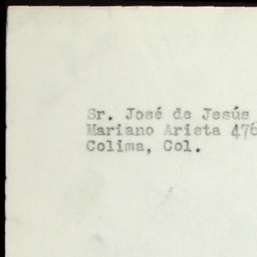 Sr. José de Jesús
Mariano Arista 476
Colima, Col.